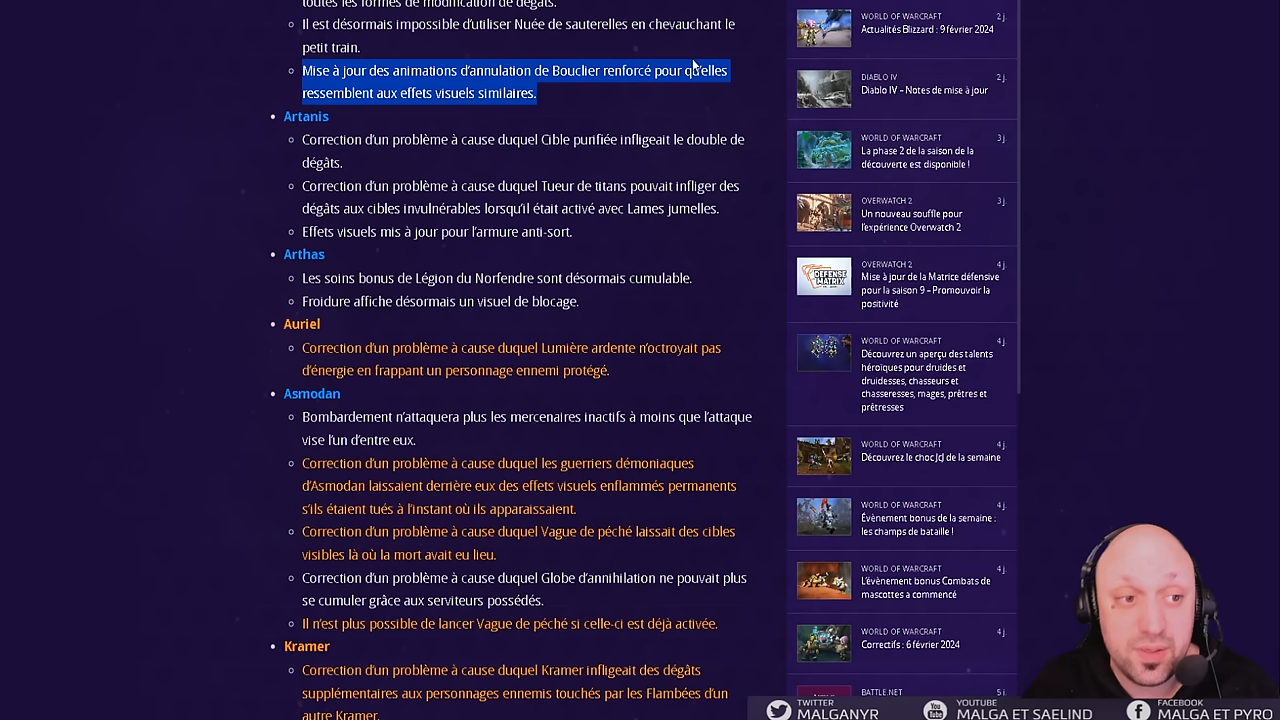 toutes les formes de modification de dégâts.
Il est désormais impossible d'utiliser Nuée de sauterelles en chevauchant le
petit train.
Mise à jour des animations d'annulation de Bouclier renforcé pour qu'elles
ressemblent aux effets visuels similaires.
Artanis
Correction d'un problème à cause duquel Cible purifiée infligeait le double de
dégâts.
Correction d'un problème à cause duquel Tueur de titans pouvait infliger des
dégâts aux cibles invulnérables lorsqu'il était activé avec Lames jumelles.
Effets visuels mis à jour pour l'armure anti-sort.
Arthas
Les soins bonus de Légion du Norfendre sont désormais cumulable.
Froidure affiche désormais un visuel de blocage.
Auriel
Correction d'un problème à cause duquel Lumière ardente n'octroyait pas
d'énergie en frappant un personnage ennemi protégé.
Asmodan
Bombardement n'attaquera plus les mercenaires inactifs à moins que l'attaque
vise l'un d'entre eux.
Correction d'un problème à cause duquel les guerriers démoniaques
d'Asmodan laissaient derrière eux des effets visuels enflammés permanents
s'ils étaient tués à l'instant où ils apparaissaient.
Correction d'un problème à cause duquel Vague de péché laissait des cibles
visibles là où la mort avait eu lieu.
Correction d'un problème à cause duquel Globe d'annihilation ne pouvait plus
se cumuler grâce aux serviteurs possédés.
Il n'est plus possible de lancer Vague de péché si celle-ci est déjà activée.
Kramer
Correction d'un problème à cause duquel Kramer infligeait des dégâts
supplémentaires aux personnages ennemis touchés par les Flambées d'un
autre Kramer.
WORLD OF WARCRAFT 2 j.
Actualités Blizzard : 9 février 2024
DIABLO IV 2 j.
Diablo IV – Notes de mise à jour
WORLD OF WARCRAFT 3 j.
La phase 2 de la saison de la
découverte est disponible !
OVERWATCH 2 3 j.
Un nouveau souffle pour
l'expérience Overwatch 2
DEFENSE
MATRIX
OVERWATCH 2 4 j.
Mise à jour de la Matrice défensive
pour la saison 9 – Promouvoir la
positivité
WORLD OF WARCRAFT 4 j.
Découvrez un aperçu des talents
héroïques pour druides et
druidesses, chasseurs et
chasseresses, mages, prêtres et
prêtresses
WORLD OF WARCRAFT 4 j.
Découvrez le choc JcJ de la semaine
WORLD OF WARCRAFT 4 j.
Évènement bonus de la semaine :
les champs de bataille !
WORLD OF WARCRAFT 4 j.
L'évènement bonus Combats de
mascottes a commencé
WORLD OF WARCRAFT 4 j.
Correctifs : 6 février 2024
BATTLE.NET 5 j.
TWITTER
MALGANYR
You
Tube
YOUTUBE
MALGA ET SAELIND
FACEBOOK
MALGA ET PYRO